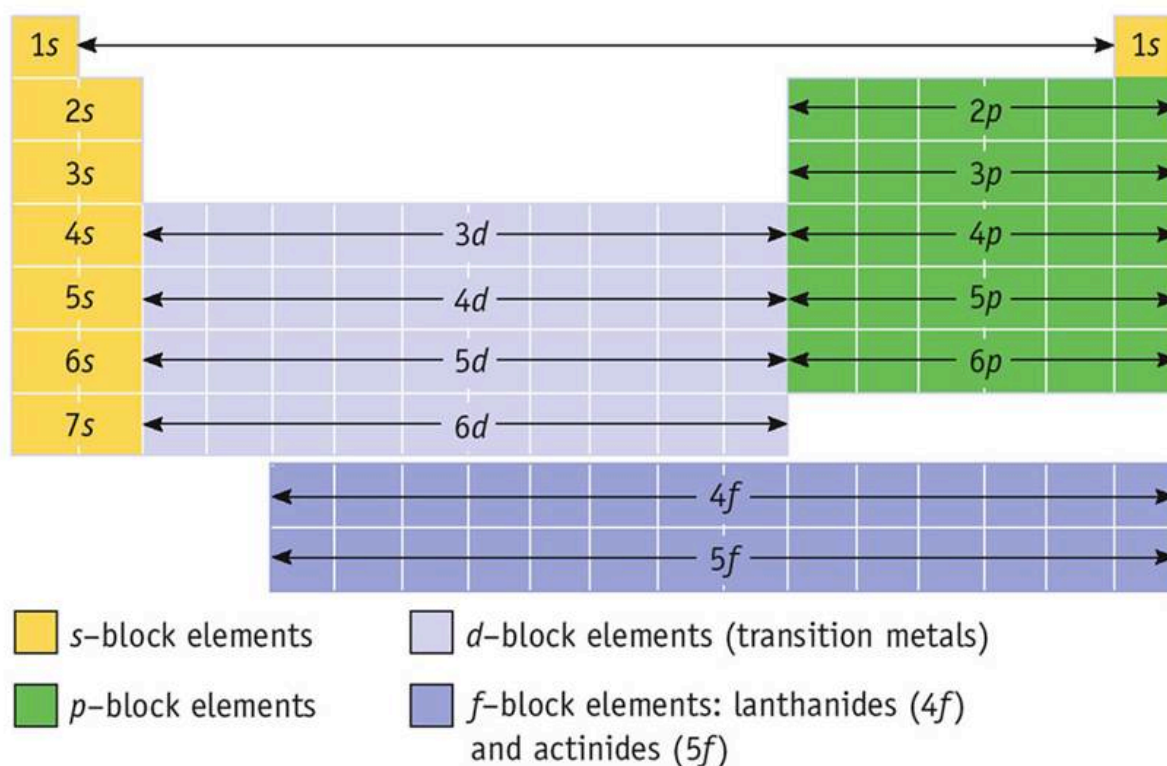 1s 1s
2s 2p
3s 3p
4s 3d 4p
5s 4d 5p
6s 5d 6p
7s 6d
4f
5f
s–block elements
d–block elements (transition metals)
p–block elements
f–block elements: lanthanides (4f)
and actinides (5f)